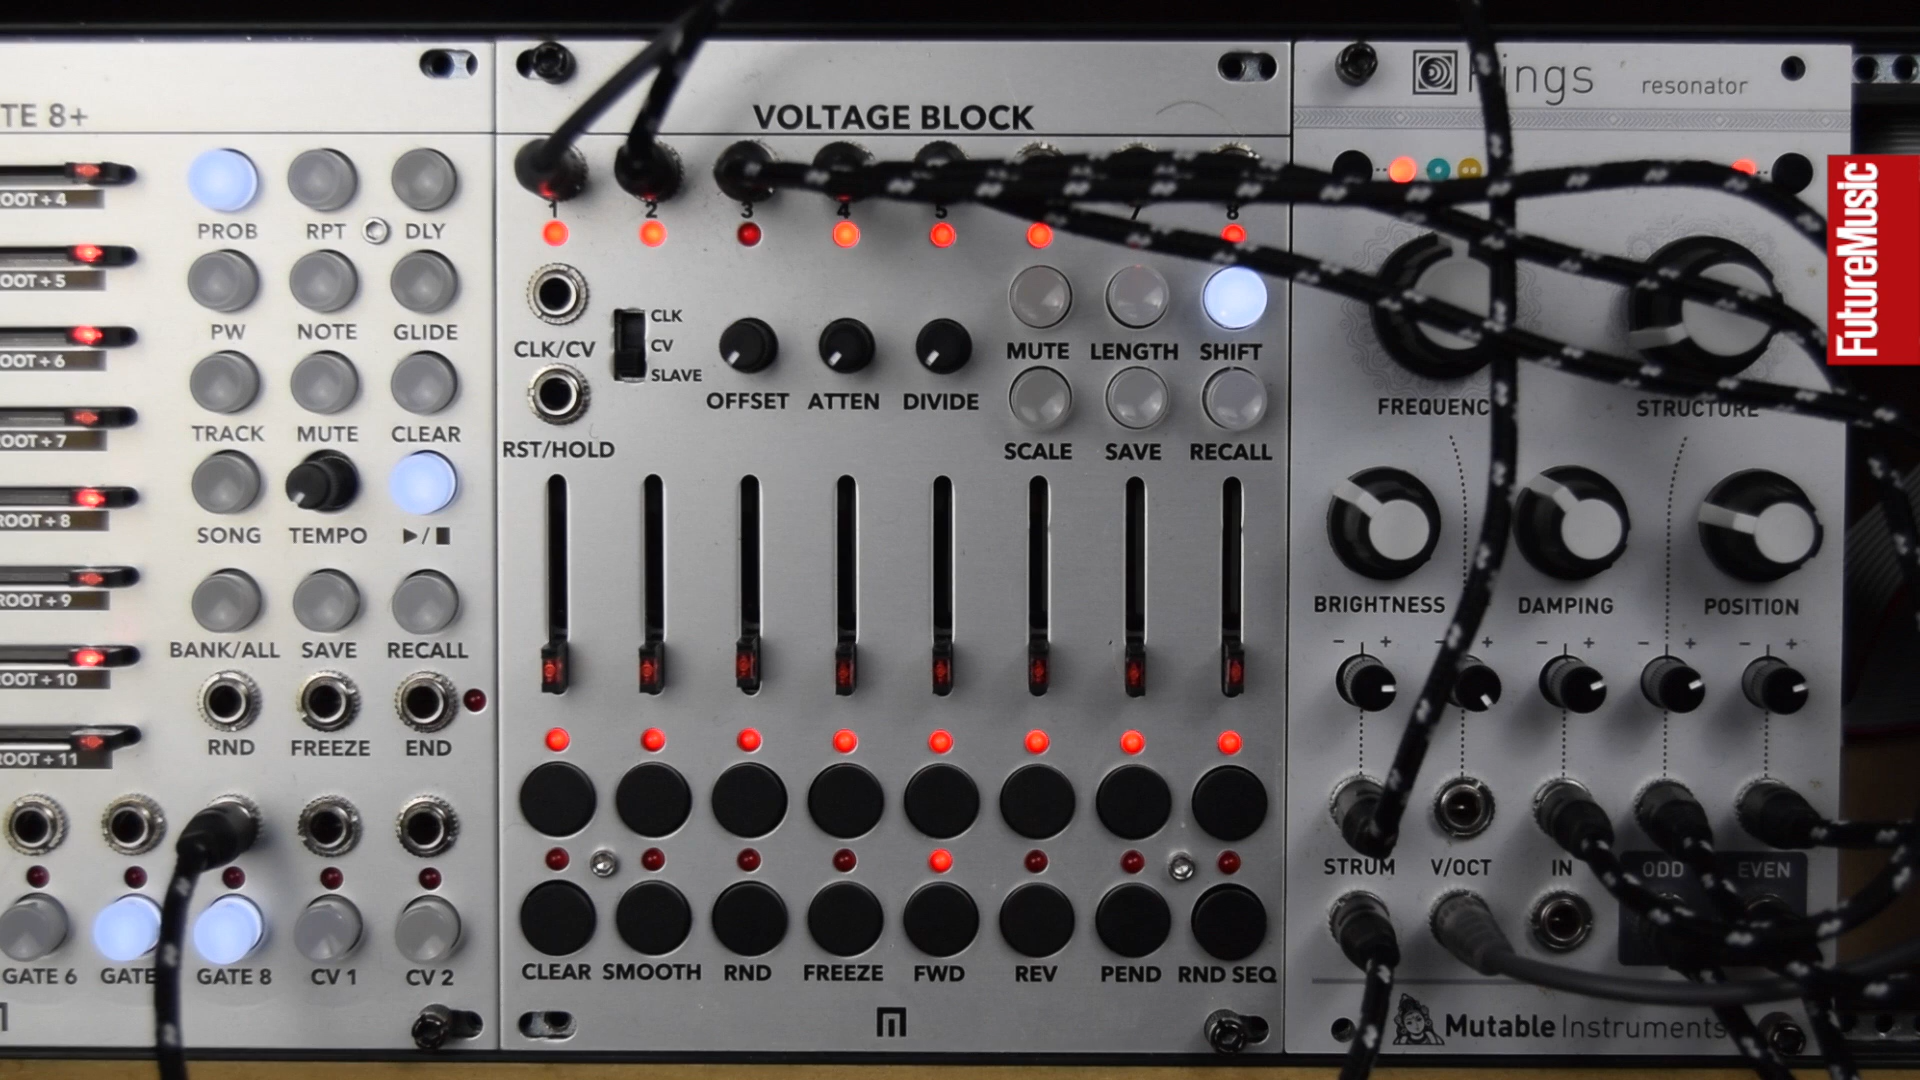 TE 8+
OOT + 4
OOT + 5
OOT + 6
OOT + 7
ROOT + 8
ROOT + 9
ROOT + 10
ROOT + 11
PROB RPT DLY
PW NOTE GLIDE
TRACK MUTE CLEAR
SONG TEMPO ▶/■
BANK/ALL SAVE RECALL
RND FREEZE END
GATE 6 GATE GATE 8 CV 1 CV 2
VOLTAGE BLOCK
1 2 3 4 5 7 8
CLK/CV
CLK
CV
SLAVE
RST/HOLD
OFFSET ATTEN DIVIDE
MUTE LENGTH SHIFT
SCALE SAVE RECALL
CLEAR SMOOTH RND FREEZE FWD REV PEND RND SEQ
ings resonator
FREQUENC STRUCTURE
BRIGHTNESS DAMPING POSITION
− + − + − + − + − +
STRUM V/OCT IN ODD EVEN
Mutable Instruments
FutureMusic